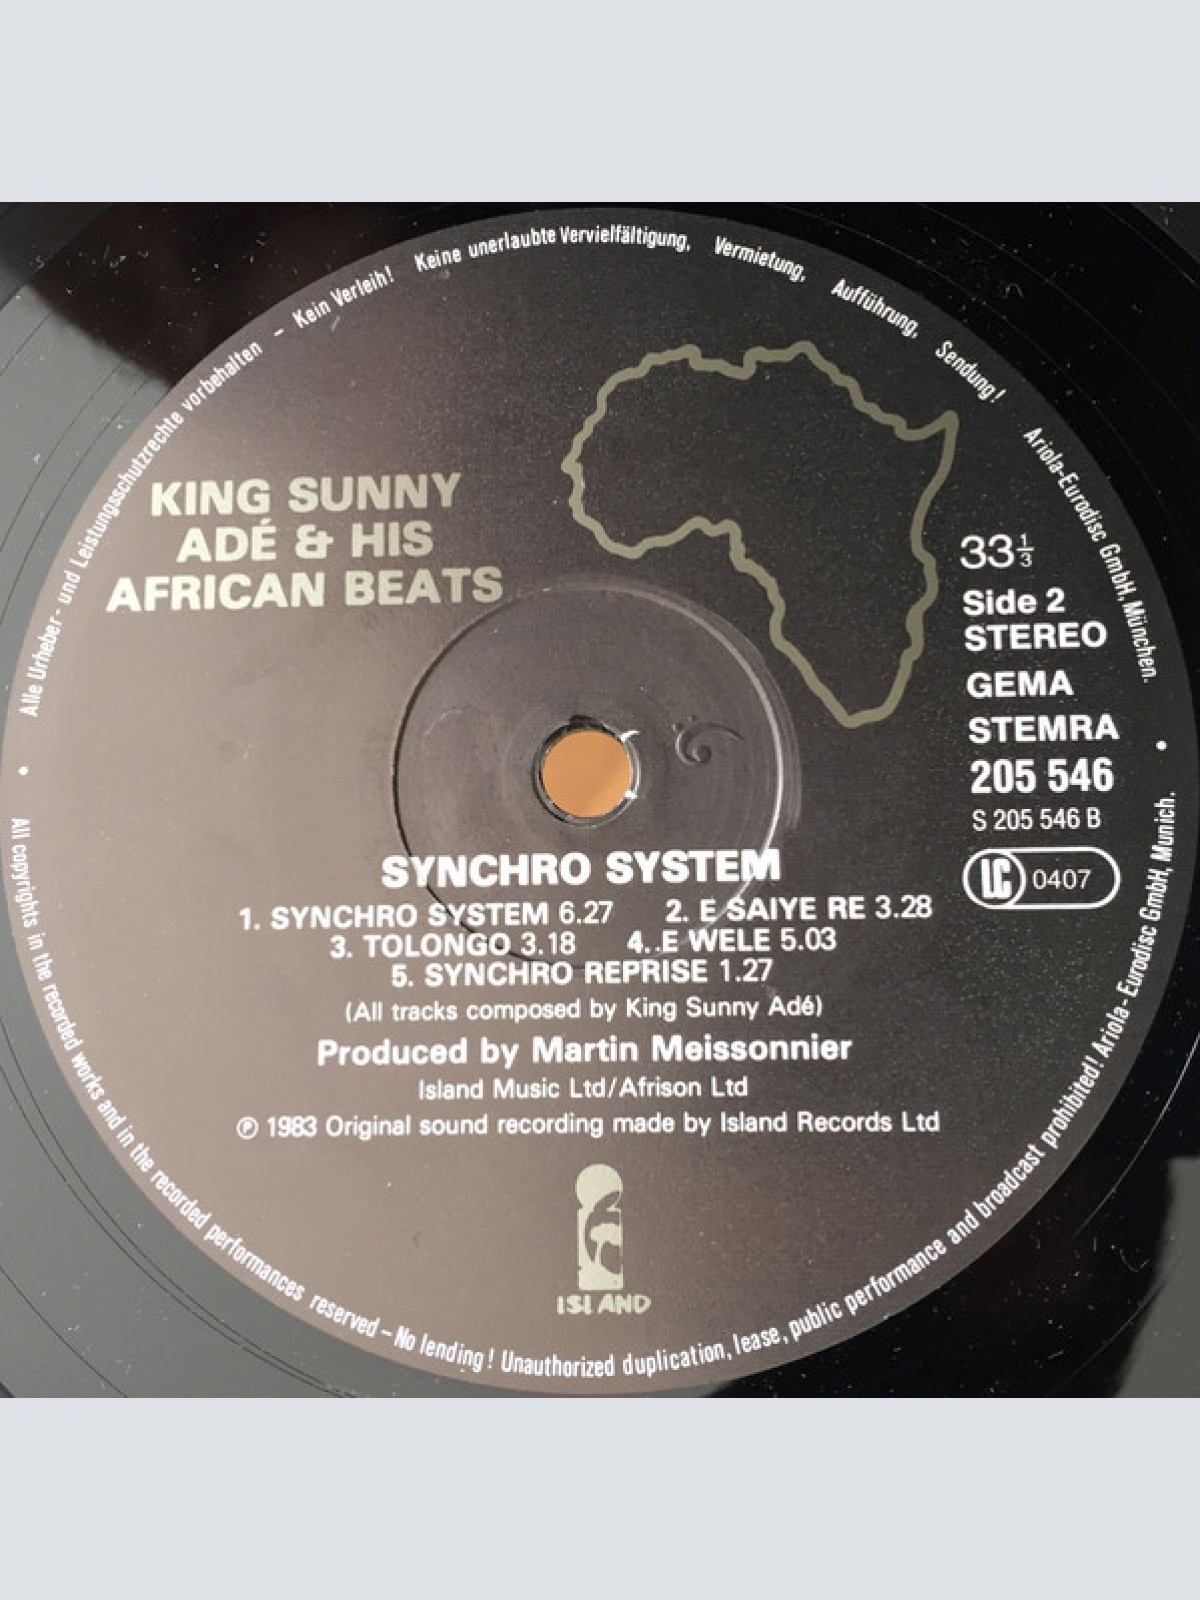 Alle Urheber- und Leistungsschutzrechte vorbehalten – Kein Verleih! Keine unerlaubte Vervielfältigung, Vermietung, Aufführung, Sendung! Ariola-Eurodisc GmbH, München.
KING SUNNY
ADÉ & HIS
AFRICAN BEATS
33⅓
Side 2
STEREO
GEMA
STEMRA
205 546
S 205 546 B
LC 0407
SYNCHRO SYSTEM
1. SYNCHRO SYSTEM 6.27 2. E SAIYE RE 3.28
3. TOLONGO 3.18 4. .E WELE 5.03
5. SYNCHRO REPRISE 1.27
(All tracks composed by King Sunny Adé)
Produced by Martin Meissonnier
Island Music Ltd/Afrison Ltd
℗ 1983 Original sound recording made by Island Records Ltd
ISLAND
All copyrights in the recorded works and in the recorded performances reserved – No lending! Unauthorized duplication, lease, public performance and broadcast prohibited! Ariola-Eurodisc GmbH, Munich.